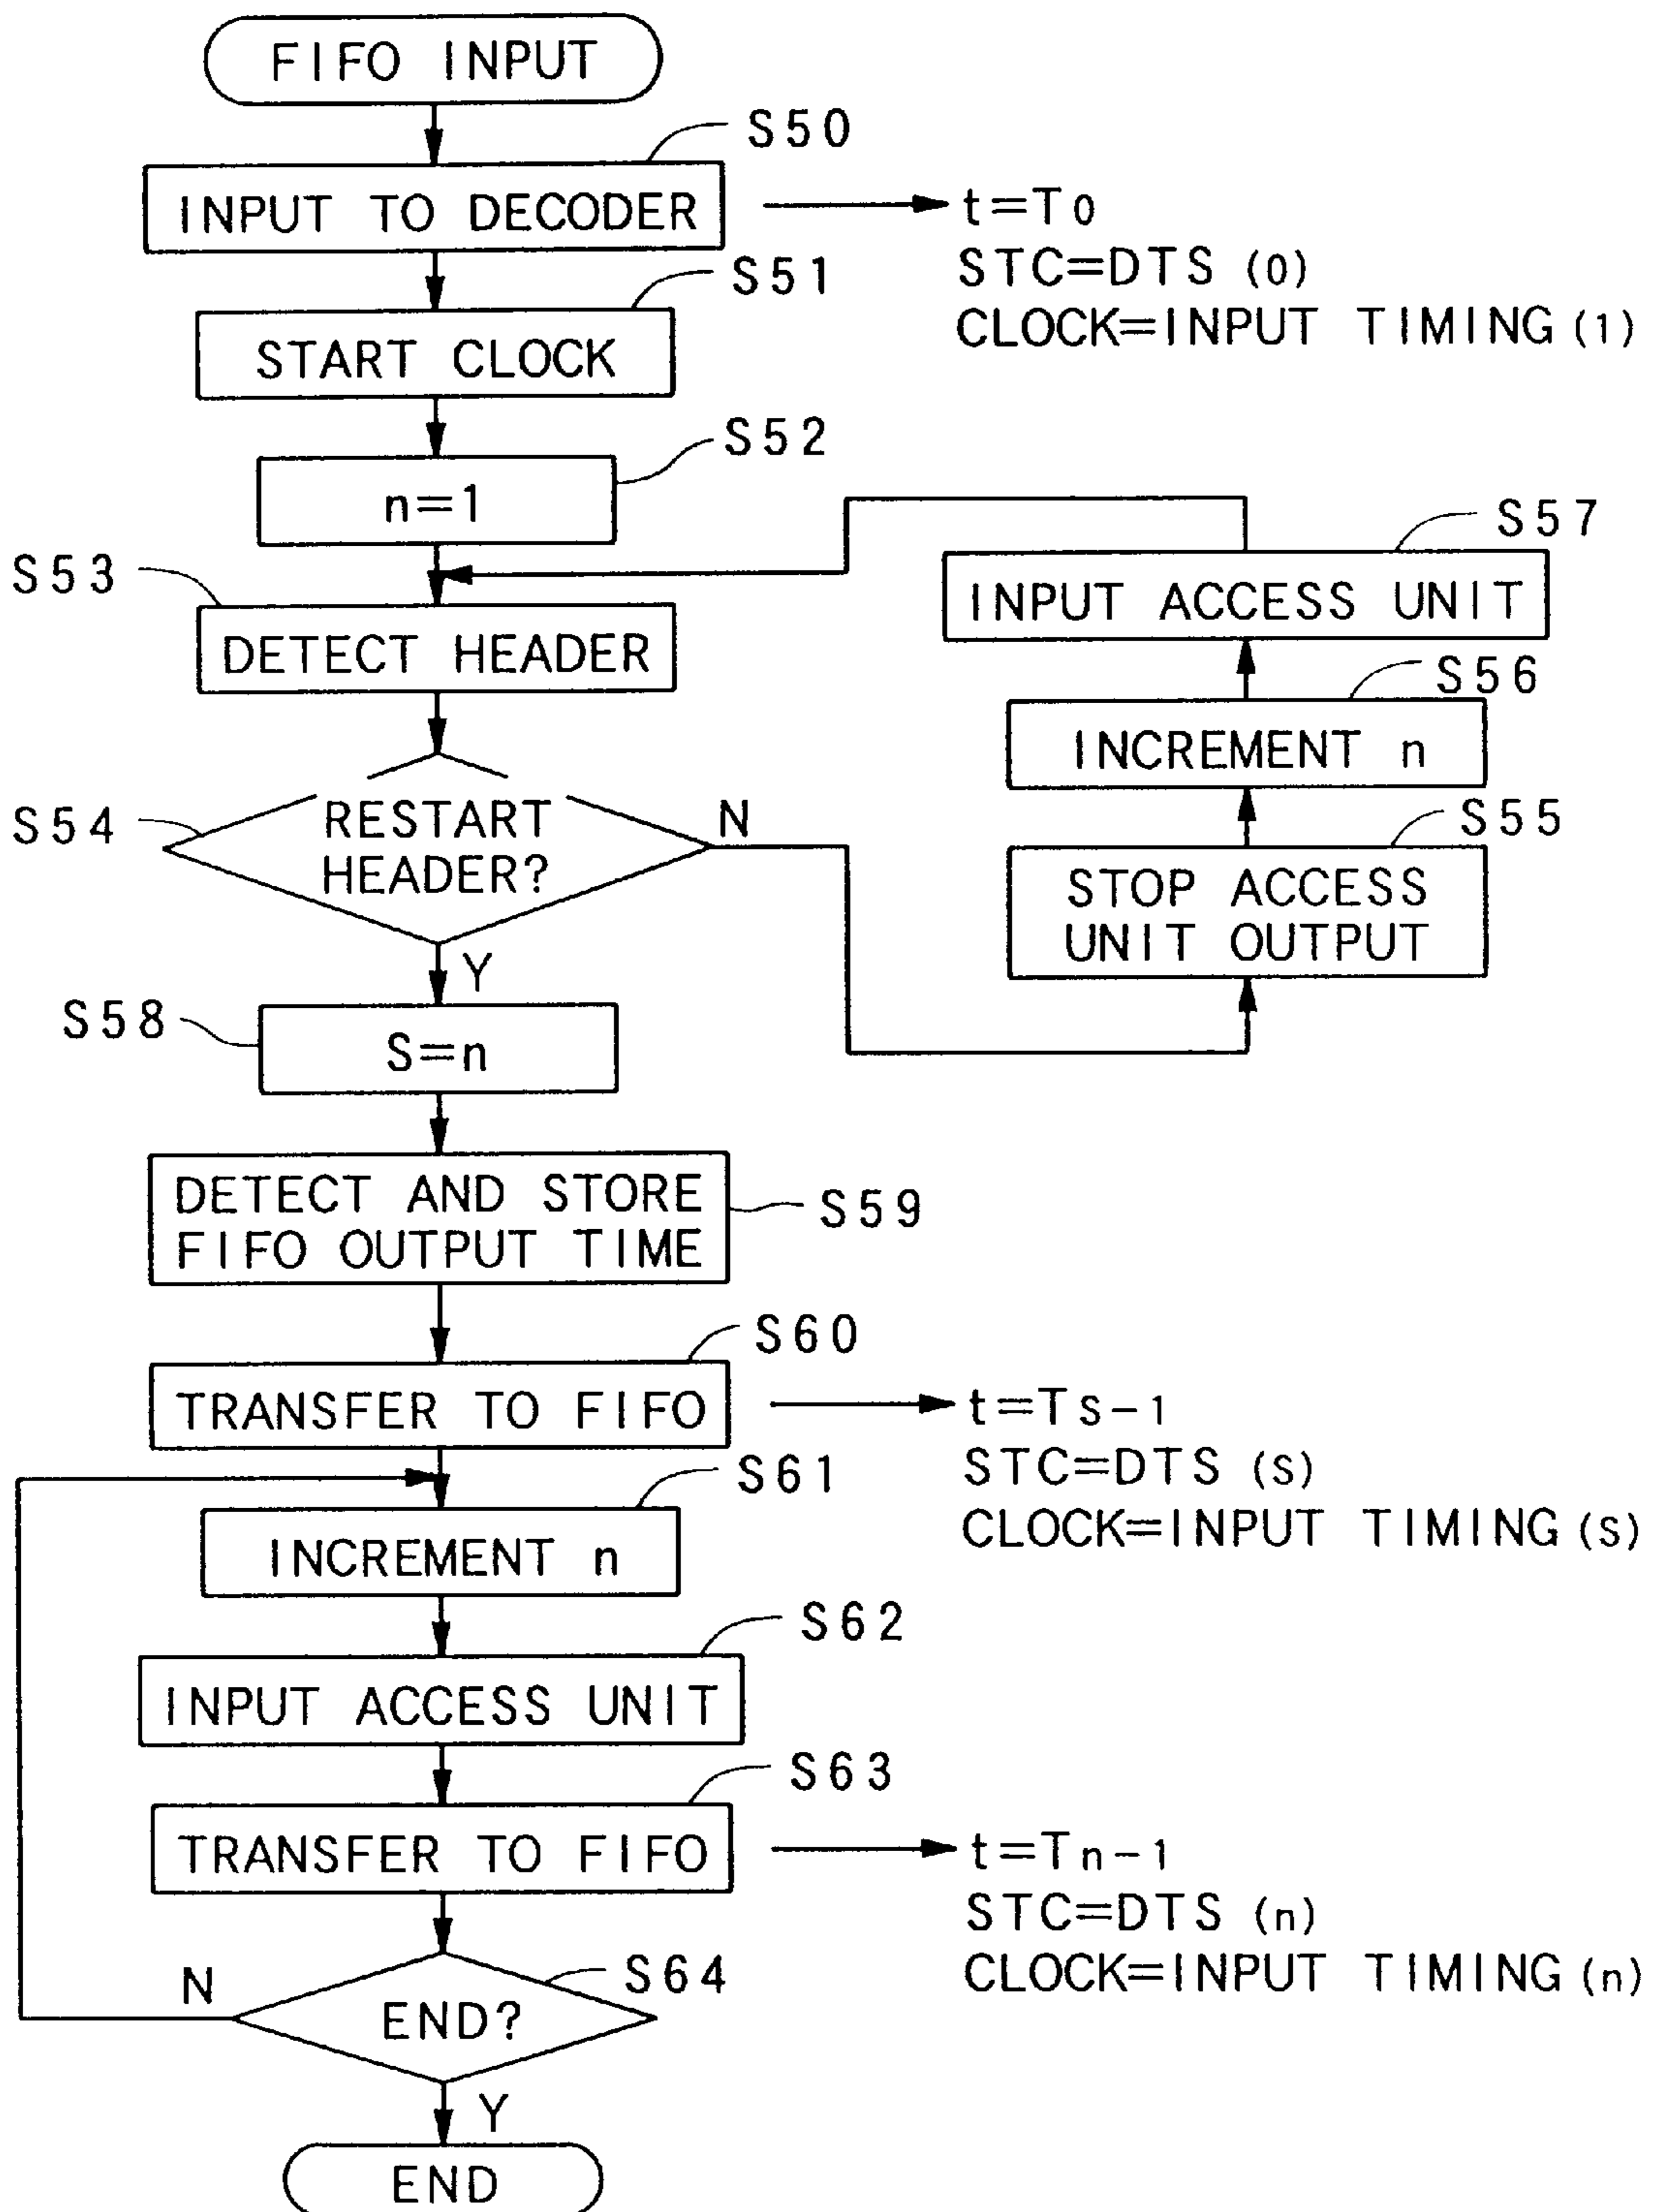 FIFO INPUT
S50
INPUT TO DECODER
t=T0
STC=DTS (0)
CLOCK=INPUT TIMING (1)
S51
START CLOCK
S52
n=1
S57
INPUT ACCESS UNIT
S53
DETECT HEADER
S56
INCREMENT n
S54
RESTART
HEADER?
N
S55
STOP ACCESS
UNIT OUTPUT
Y
S58
S=n
DETECT AND STORE
FIFO OUTPUT TIME
S59
S60
TRANSFER TO FIFO
t=Ts-1
STC=DTS (s)
CLOCK=INPUT TIMING (s)
S61
INCREMENT n
S62
INPUT ACCESS UNIT
S63
TRANSFER TO FIFO
t=Tn-1
STC=DTS (n)
CLOCK=INPUT TIMING (n)
N
S64
END?
Y
END